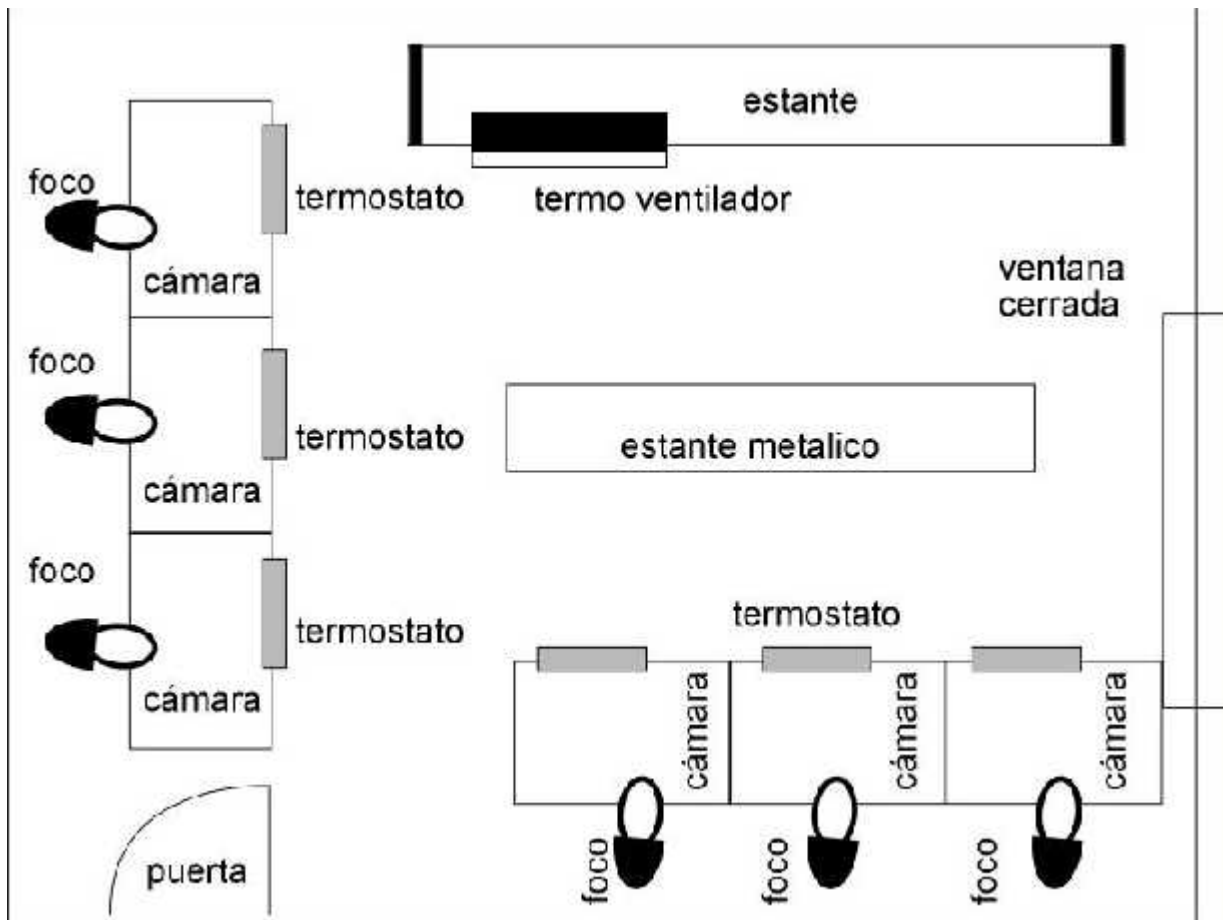 estante
foco
termostato
termo ventilador
cámara
ventana
cerrada
foco
termostato
estante metalico
cámara
foco
termostato
termostato
cámara
cámara
cámara
cámara
puerta
foco
foco
foco